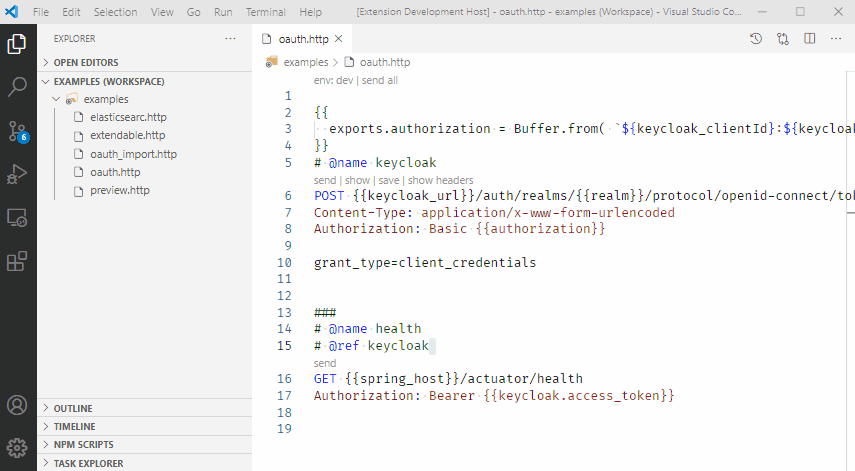 File Edit Selection View Go Run Terminal Help [Extension Development Host] - oauth.http - examples (Workspace) - Visual Studio Co...
EXPLORER
OPEN EDITORS
EXAMPLES (WORKSPACE)
examples
elasticsearc.http
extendable.http
oauth_import.http
oauth.http
preview.http
6
OUTLINE
TIMELINE
NPM SCRIPTS
TASK EXPLORER
oauth.http
examples > oauth.http
env: dev | send all
1
2 {{
3 exports.authorization = Buffer.from( `${keycloak_clientId}:${keycloak
4 }}
5 # @name keycloak
send | show | save | show headers
6 POST {{keycloak_url}}/auth/realms/{{realm}}/protocol/openid-connect/tok
7 Content-Type: application/x-www-form-urlencoded
8 Authorization: Basic {{authorization}}
9
10 grant_type=client_credentials
11
12
13 ###
14 # @name health
15 # @ref keycloak
send
16 GET {{spring_host}}/actuator/health
17 Authorization: Bearer {{keycloak.access_token}}
18
19